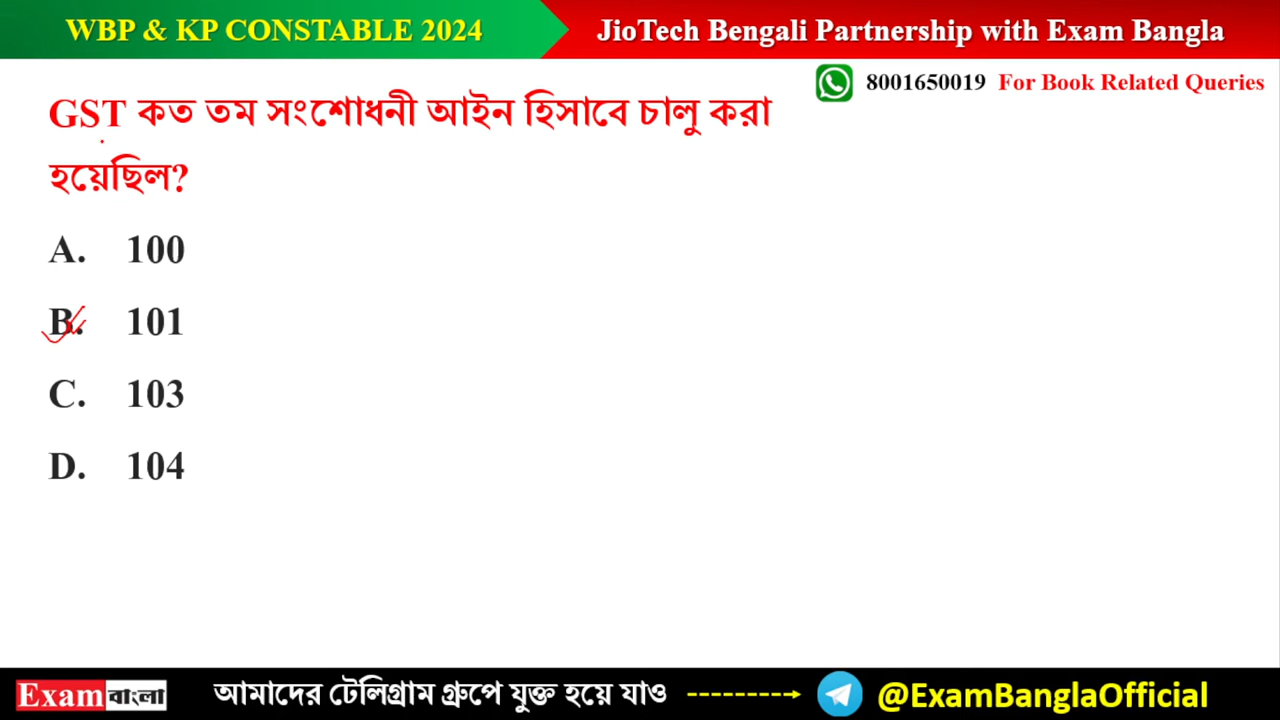 WBP & KP CONSTABLE 2024
JioTech Bengali Partnership with Exam Bangla
8001650019 For Book Related Queries
GST কত তম সংশোধনী আইন হিসাবে চালু করা
হয়েছিল?
A. 100
B. 101
C. 103
D. 104
Exam বাংলা
আমাদের টেলিগ্রাম গ্রুপে যুক্ত হয়ে যাও ---------→ @ExamBanglaOfficial